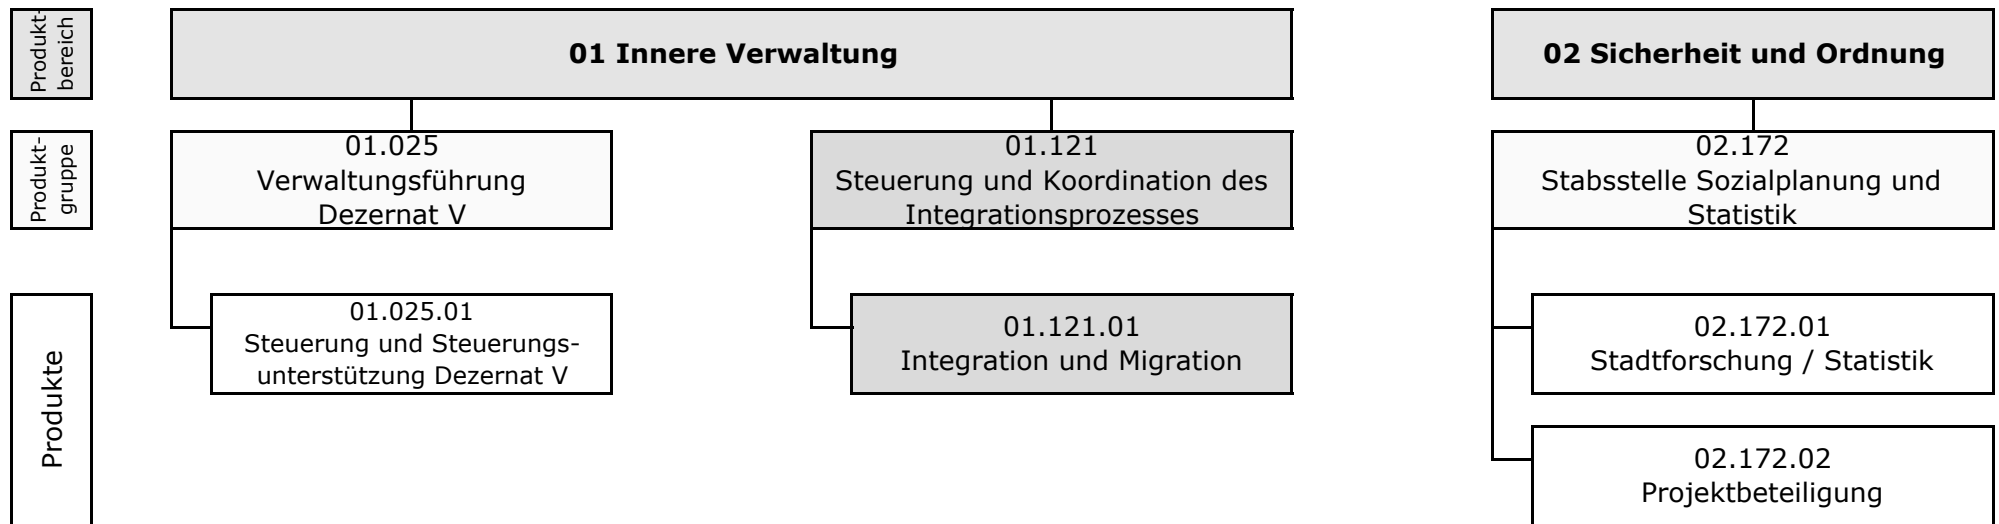 Produkt-
bereich
01 Innere Verwaltung
02 Sicherheit und Ordnung
Produkt-
gruppe
01.025
Verwaltungsführung
Dezernat V
01.121
Steuerung und Koordination des
Integrationsprozesses
02.172
Stabsstelle Sozialplanung und
Statistik
Produkte
01.025.01
Steuerung und Steuerungs-
unterstützung Dezernat V
01.121.01
Integration und Migration
02.172.01
Stadtforschung / Statistik
02.172.02
Projektbeteiligung